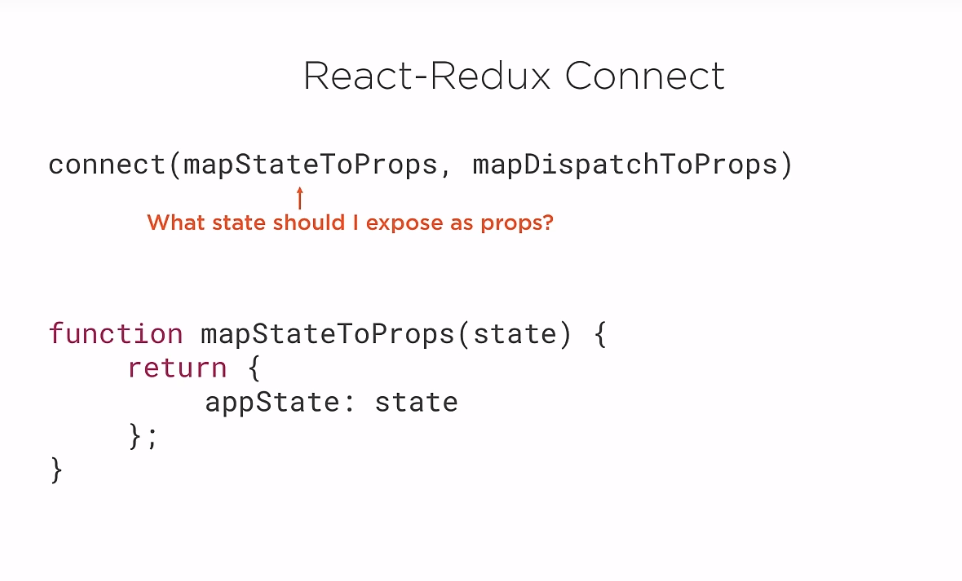 React-Redux Connect
connect(mapStateToProps, mapDispatchToProps)
What state should I expose as props?
function mapStateToProps(state) {
return {
appState: state
};
}